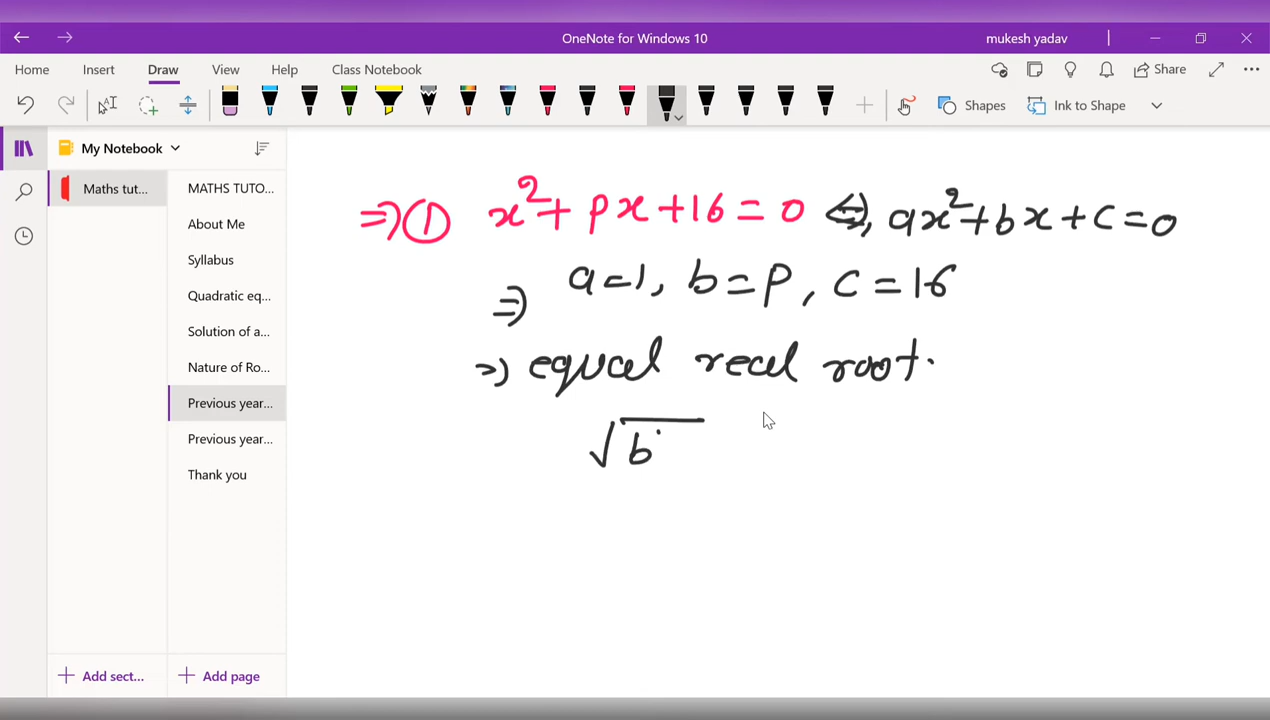 OneNote for Windows 10
mukesh yadav
Home Insert Draw View Help Class Notebook
Share
Shapes Ink to Shape
My Notebook
Maths tut...
MATHS TUTO...
About Me
Syllabus
Quadratic eq...
Solution of a...
Nature of Ro...
Previous year...
Previous year...
Thank you
Add sect...
Add page
⇒ ① x² + px + 16 = 0 ⇔, ax² + bx + c = 0
⇒ a=1, b = p, c = 16
⇒ equal real root.
√b